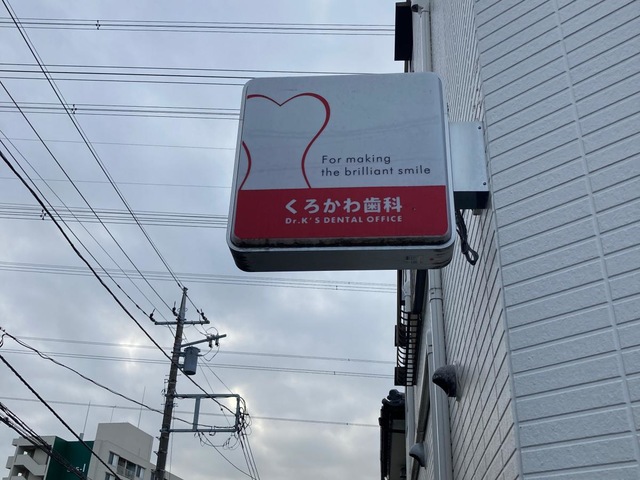 For making
the brilliant smile
くろかわ歯科
Dr.K'S DENTAL OFFICE